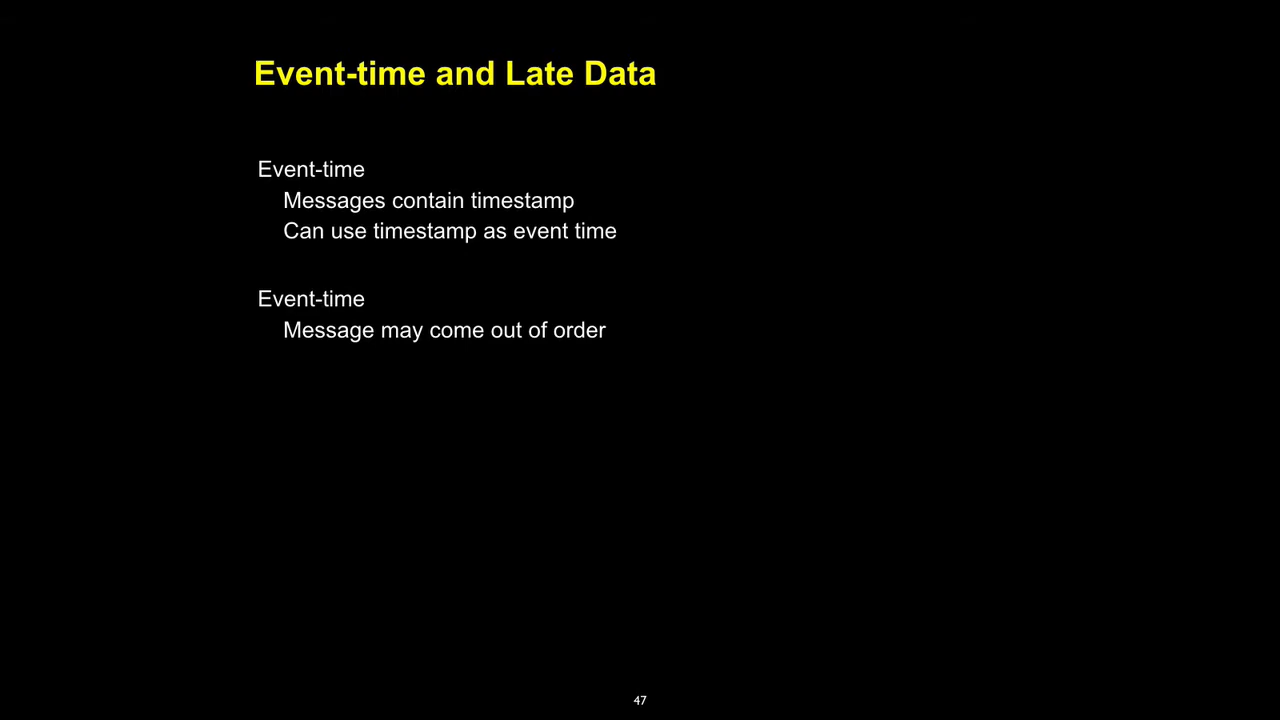 Event-time and Late Data
Event-time
Messages contain timestamp
Can use timestamp as event time
Event-time
Message may come out of order
47